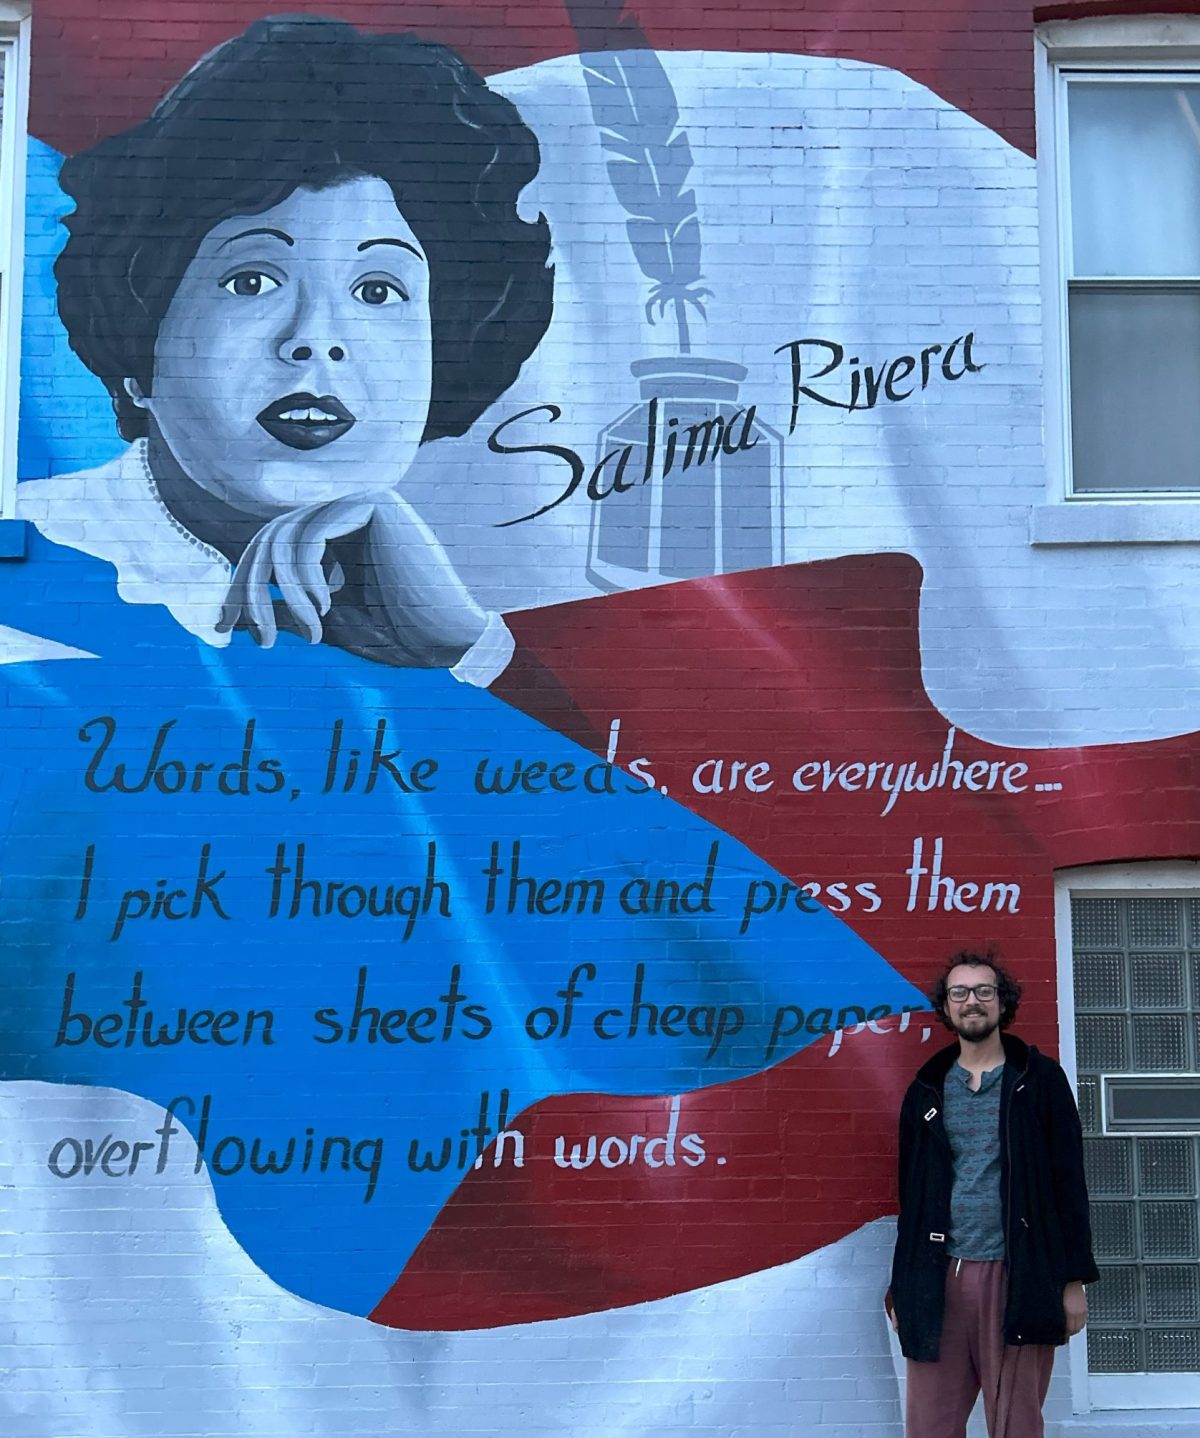 Salima Rivera
Words, like weeds, are everywhere...
I pick through them and press them
between sheets of cheap paper,
overflowing with words.